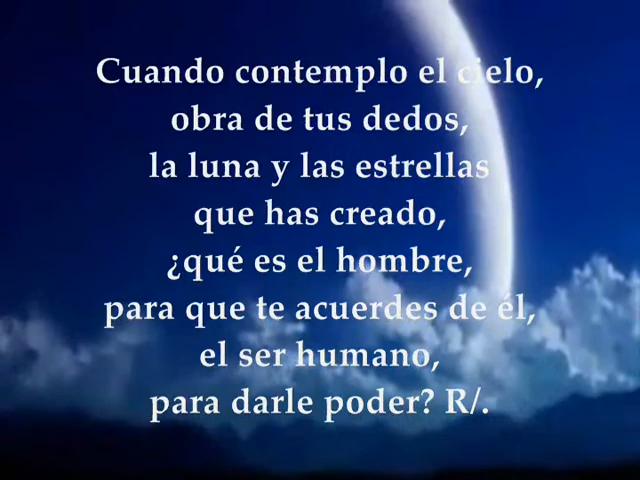 Cuando contemplo el cielo,
obra de tus dedos,
la luna y las estrellas
que has creado,
¿qué es el hombre,
para que te acuerdes de él,
el ser humano,
para darle poder? R/.